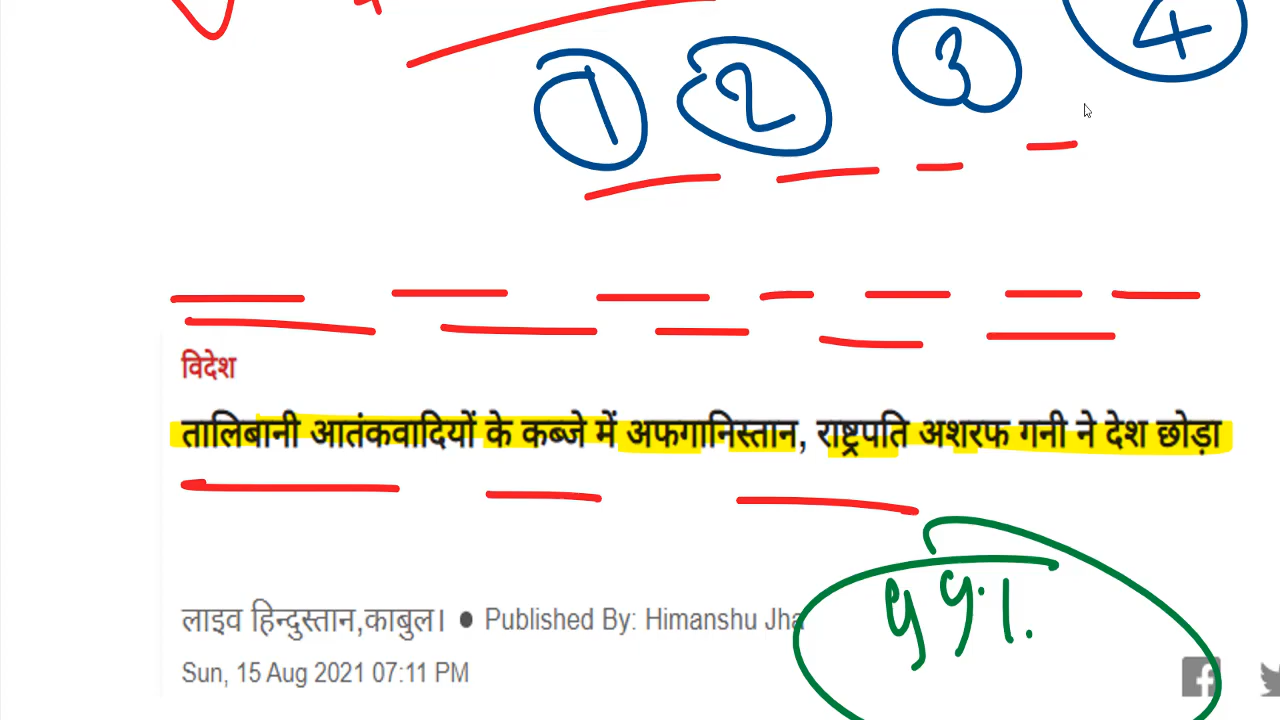 1 2 3 4
विदेश
तालिबानी आतंकवादियों के कब्जे में अफगानिस्तान, राष्ट्रपति अशरफ गनी ने देश छोड़ा
लाइव हिन्दुस्तान,काबुल। ● Published By: Himanshu Jha
Sun, 15 Aug 2021 07:11 PM